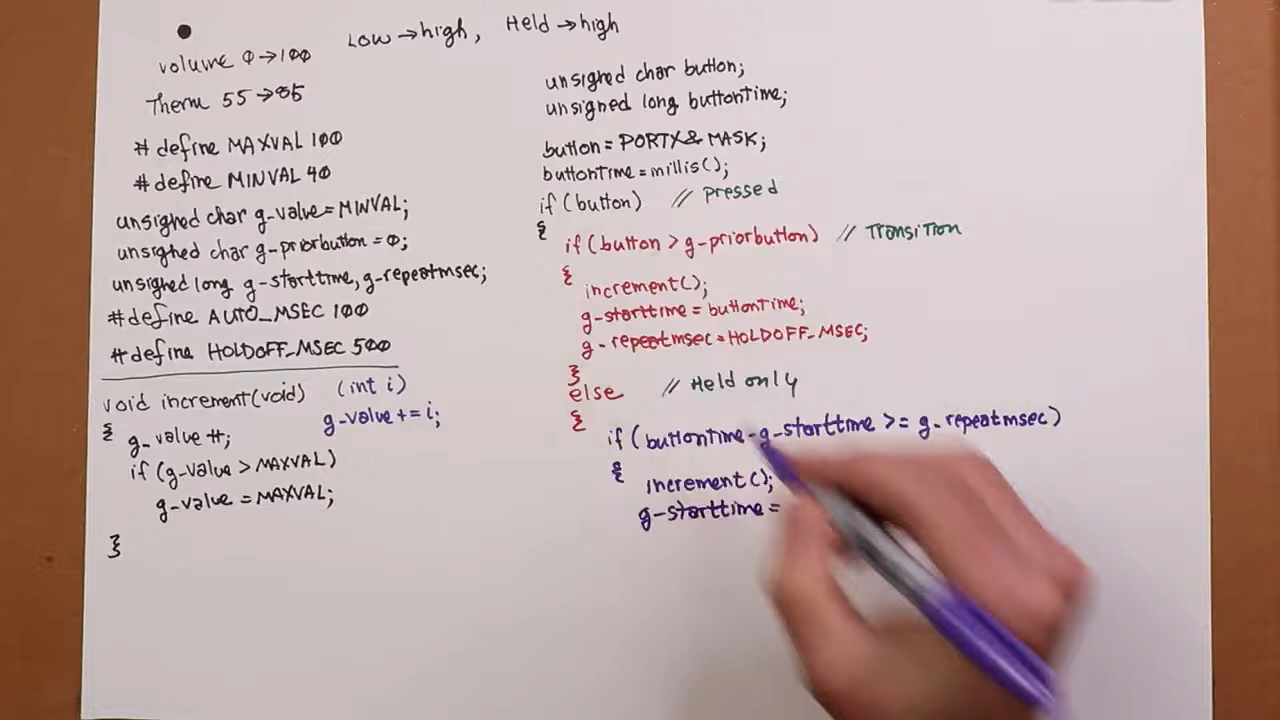 Low → high, Held → high
volume 0 → 100
Therm 55 → 85
# define MAXVAL 100
# define MINVAL 40
unsigned char g-value = MINVAL;
unsigned char g-priorbutton = 0;
unsigned long g-starttime, g-repeatmsec;
#define AUTO_MSEC 100
# define HOLDOFF_MSEC 500
void increment(void) (int i)
{ g-value ++; g-value += i;
if (g-value > MAXVAL)
g-value = MAXVAL;
}
unsigned char button;
unsigned long buttontime;
button = PORTX & MASK;
buttontime = millis();
if (button) // Pressed
{
if (button > g-priorbutton) // Transition
{
increment();
g-starttime = buttontime;
g-repeatmsec = HOLDOFF_MSEC;
}
else // Held only
{
if (buttontime - g-starttime >= g-repeatmsec)
{
increment();
g-starttime =